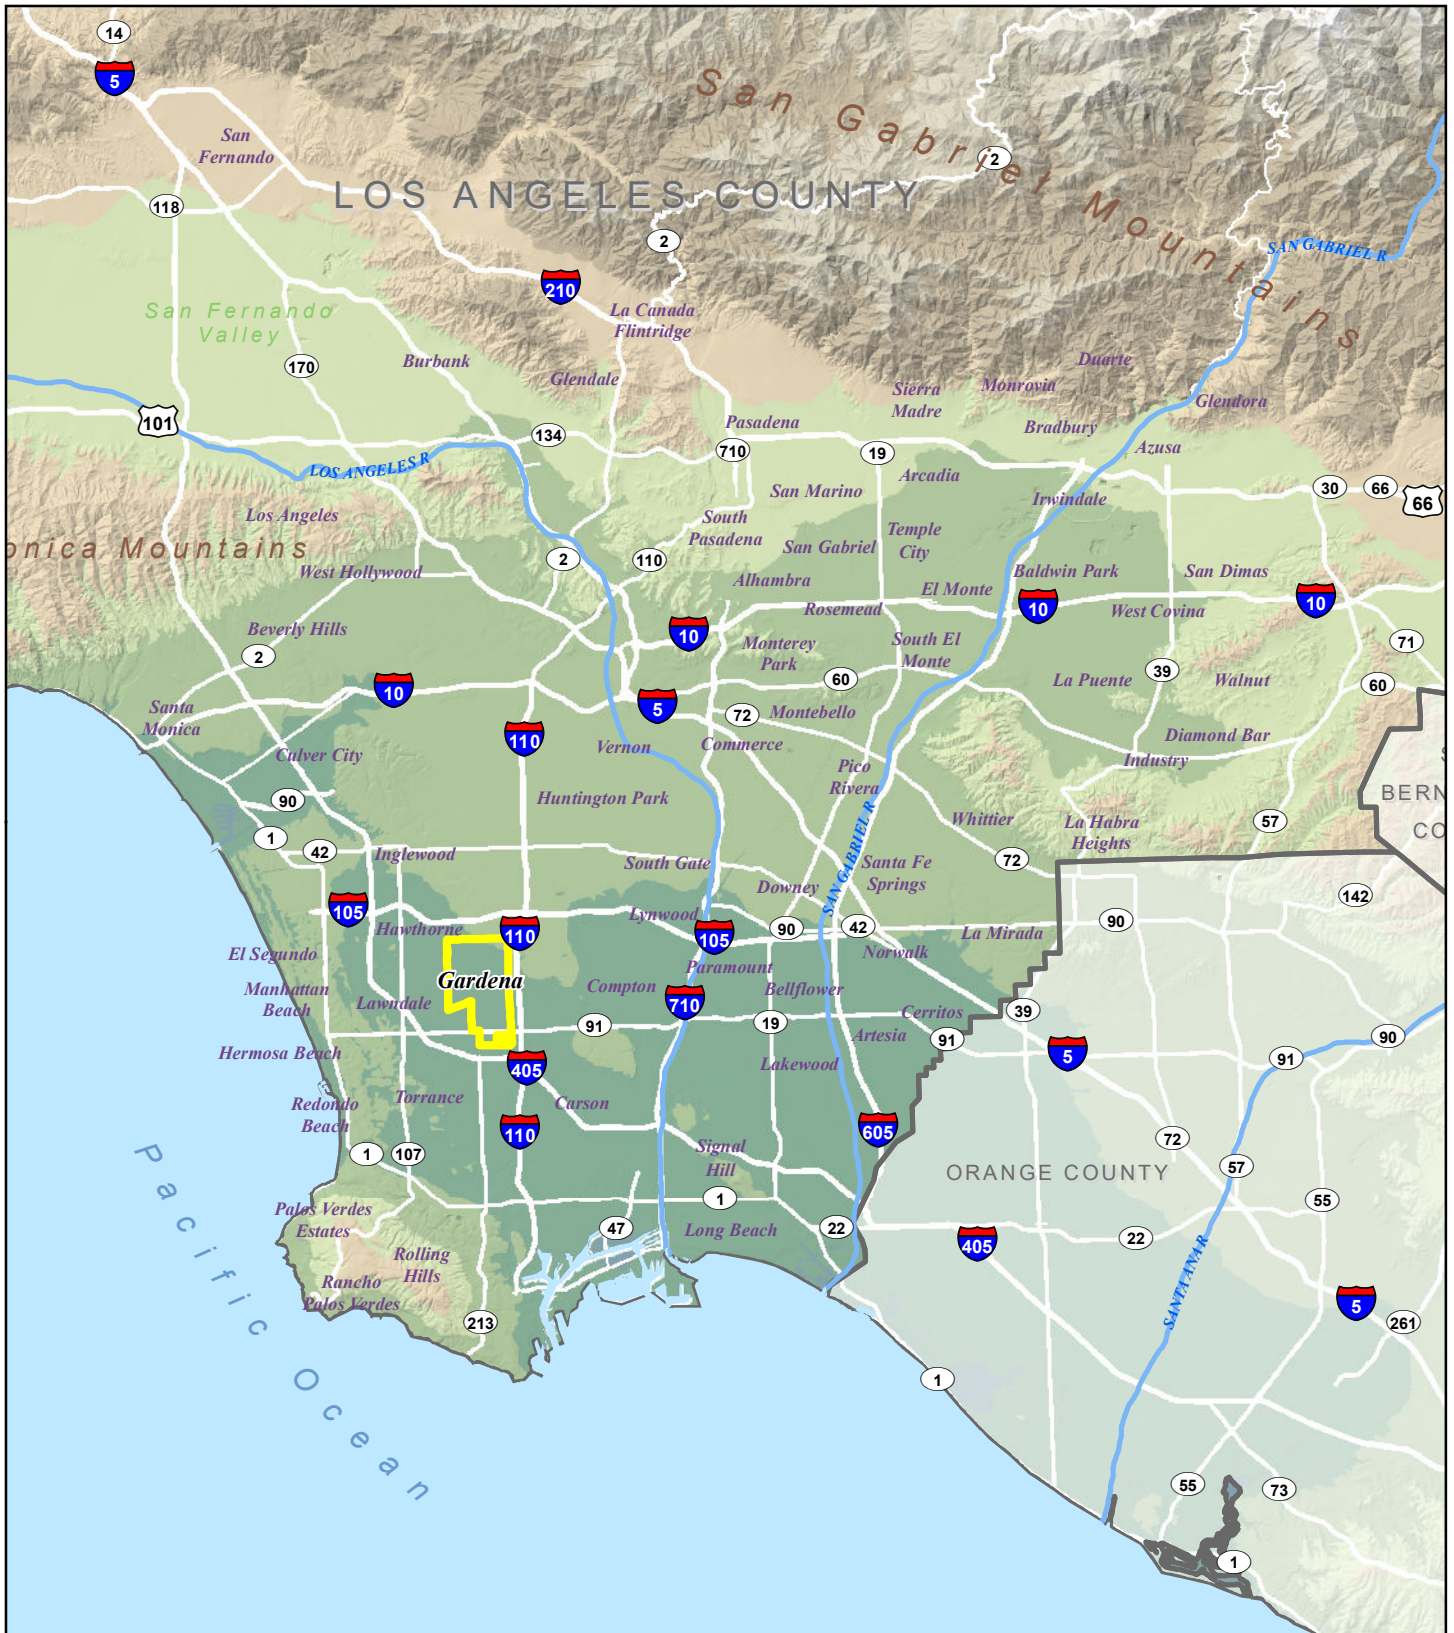 14
5
San Gabriel Mountains
San
Fernando
2
LOS ANGELES COUNTY
118
2
SAN GABRIEL R
210
San Fernando
Valley
La Canada
Flintridge
170
Burbank
Glendale
Duarte
Sierra
Madre
Monrovia
Glendora
101
134
Pasadena
Bradbury
710
19
Azusa
LOS ANGELES R
Arcadia
San Marino
Irwindale
30
66
66
Los Angeles
South
Pasadena
Temple
City
onica Mountains
San Gabriel
2
110
West Hollywood
Alhambra
El Monte
Baldwin Park
San Dimas
Rosemead
10
West Covina
10
Beverly Hills
10
Monterey
Park
South El
Monte
71
2
39
10
60
La Puente
Walnut
60
Santa
Monica
5
72
Montebello
110
Vernon
Commerce
Diamond Bar
Culver City
Industry
Pico
Rivera
90
Huntington Park
BERN
CO
1
Whittier
La Habra
Heights
57
42
Inglewood
South Gate
SAN GABRIEL R
Santa Fe
Springs
72
Downey
142
105
Lynwood
Hawthorne
110
105
90
42
La Mirada
90
El Segundo
Norwalk
Gardena
Paramount
Manhattan
Beach
Lawndale
Compton
710
Bellflower
Cerritos
39
91
19
Artesia
91
90
Hermosa Beach
405
Lakewood
5
91
Redondo
Beach
Torrance
Carson
110
605
72
1
107
Signal
Hill
57
ORANGE COUNTY
Pacific Ocean
1
55
Palos Verdes
Estates
47
Long Beach
22
405
22
Rolling
Hills
Rancho
Palos Verdes
SANTA ANA R
5
213
261
1
55
73
1